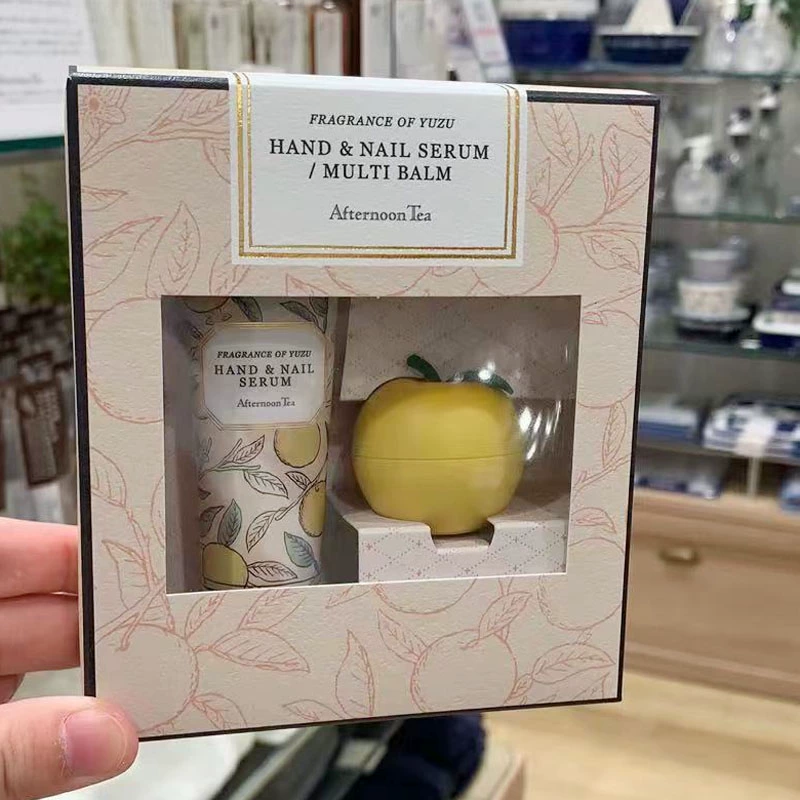 FRAGRANCE OF YUZU
HAND & NAIL SERUM
/ MULTI BALM
Afternoon Tea
FRAGRANCE OF YUZU
HAND & NAIL
SERUM
Afternoon Tea